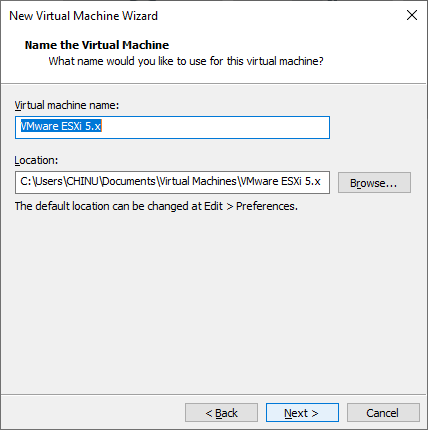 New Virtual Machine Wizard
Name the Virtual Machine
What name would you like to use for this virtual machine?
Virtual machine name:
VMware ESXi 5.x
Location:
C:\Users\CHINU\Documents\Virtual Machines\VMware ESXi 5.x
Browse...
The default location can be changed at Edit > Preferences.
< Back
Next >
Cancel